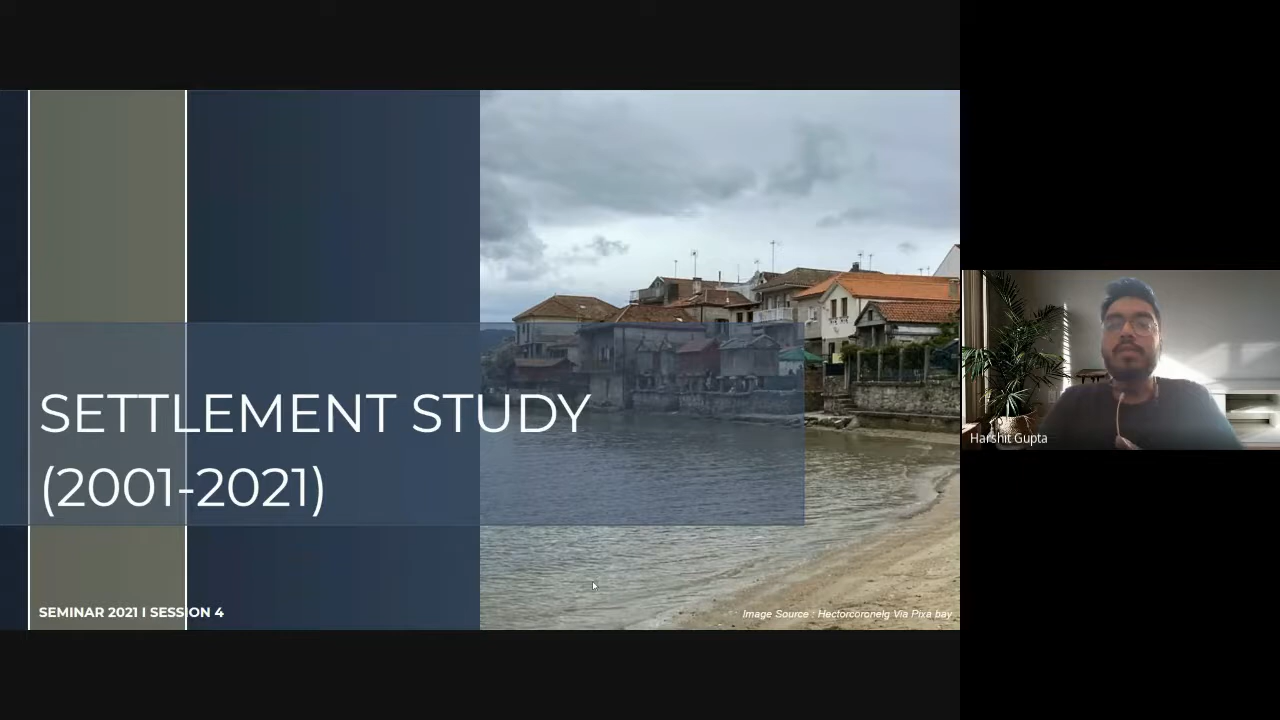 SETTLEMENT STUDY
(2001-2021)
SEMINAR 2021 I SESSION 4
Image Source : Hectorcoronelg Via Pixa bay
Harshit Gupta